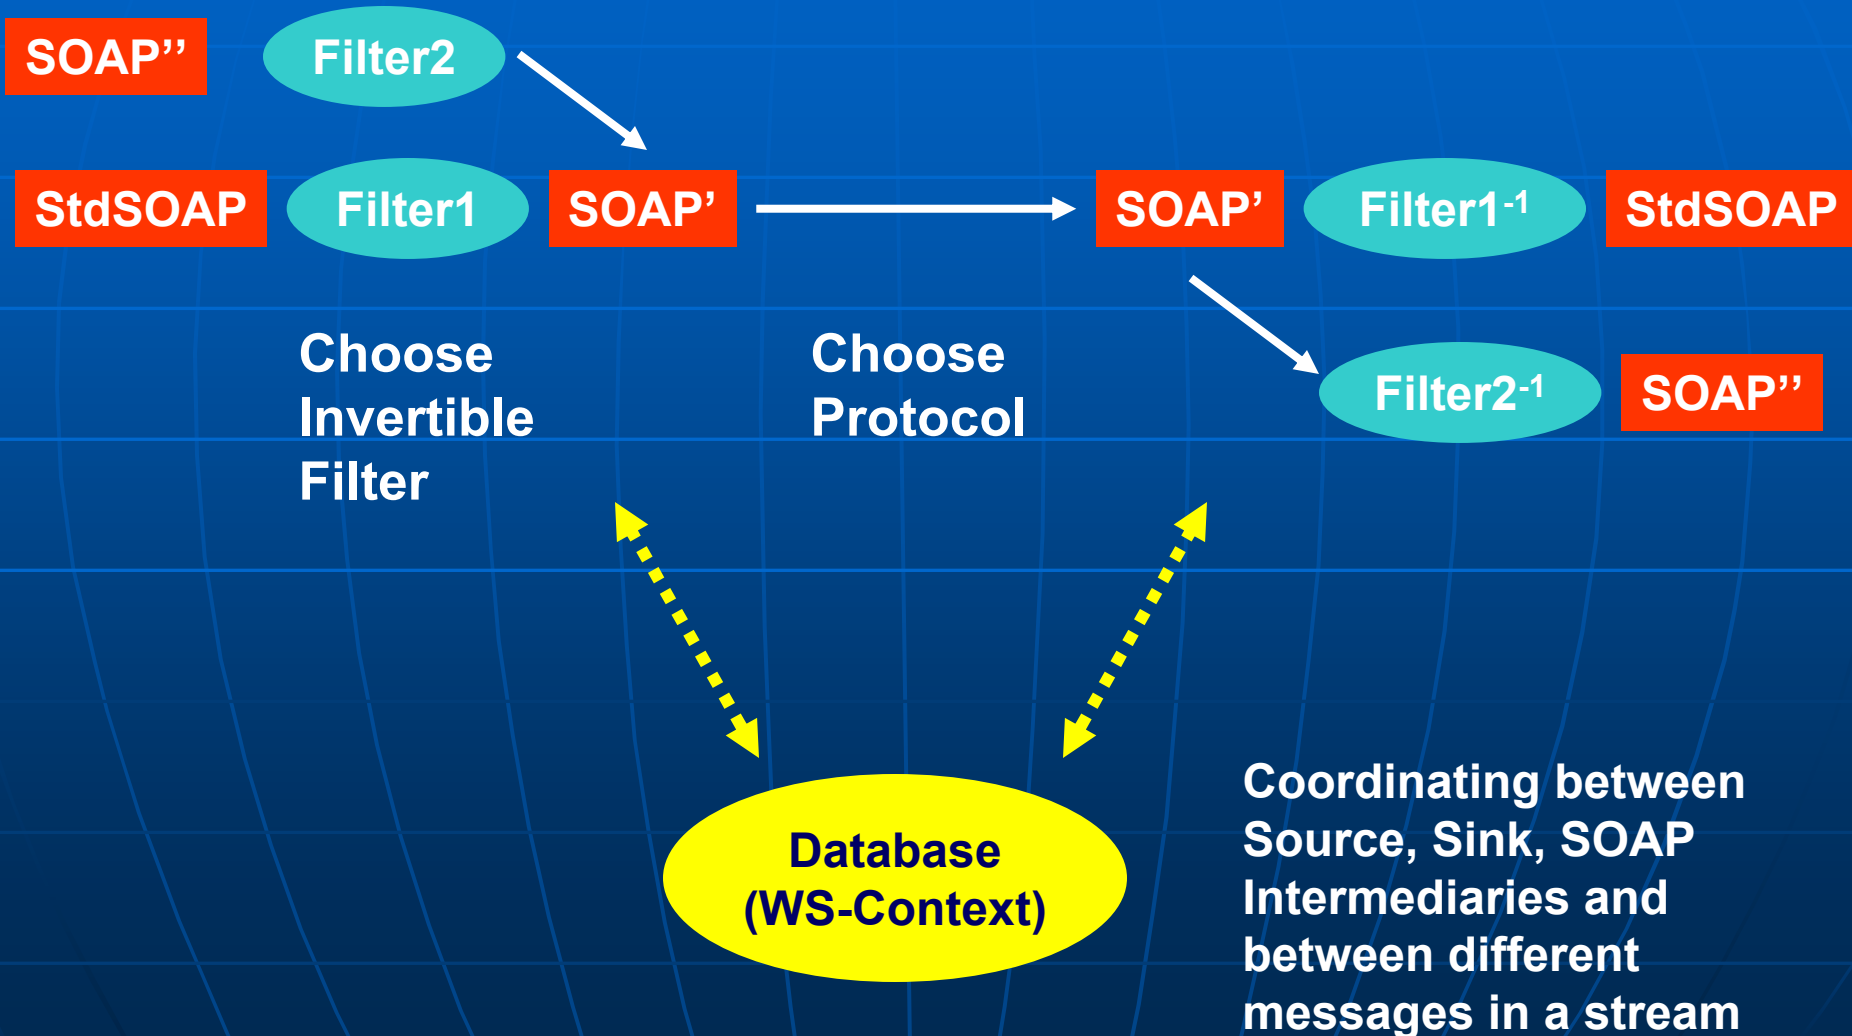 SOAP’’ Filter2
StdSOAP Filter1 SOAP’ SOAP’ Filter1-1 StdSOAP
Filter2-1 SOAP’’
Choose
Invertible
Filter
Choose
Protocol
Database
(WS-Context)
Coordinating between
Source, Sink, SOAP
Intermediaries and
between different
messages in a stream